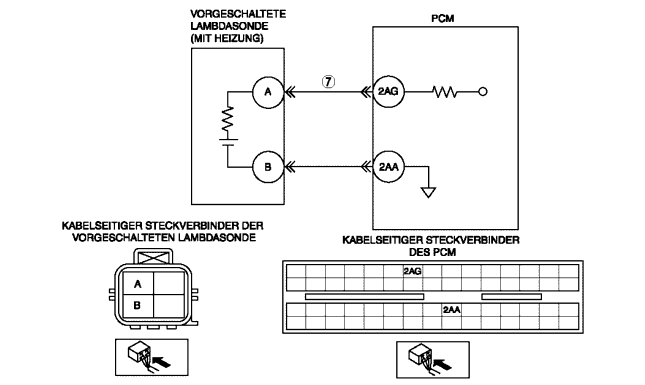 VORGESCHALTETE
LAMBDASONDE
(MIT HEIZUNG)
PCM
A
7
2AG
B
2AA
KABELSEITIGER STECKVERBINDER DER
VORGESCHALTETEN LAMBDASONDE
KABELSEITIGER STECKVERBINDER
DES PCM
A
B
2AG
2AA